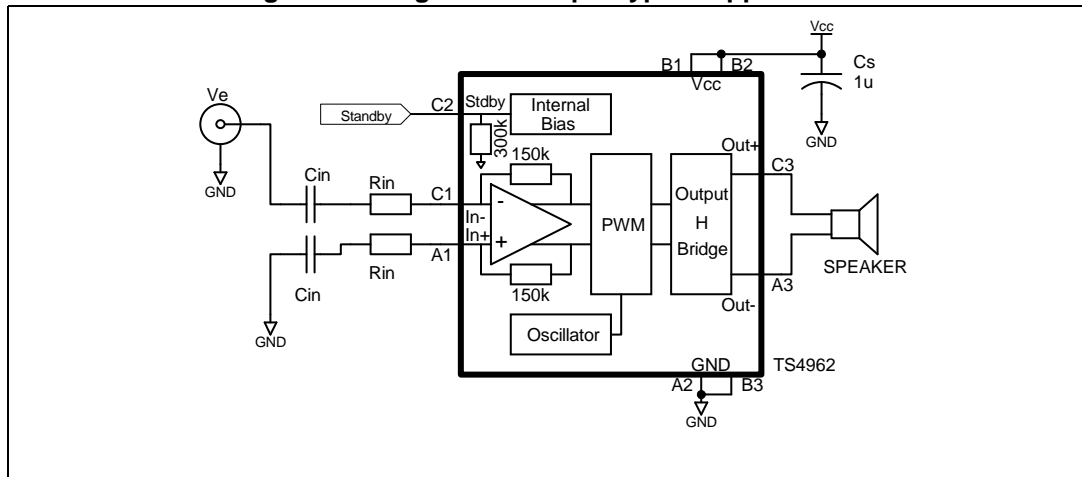 Vcc
B1
B2
Cs
1u
Vcc
GND
Ve
C2
Stdby
Standby
Internal
Bias
300k
150k
Out+
C3
GND
Cin
Rin
C1
In-
In+
-
+
PWM
Output
H
Bridge
A1
Rin
Cin
150k
SPEAKER
A3
Out-
GND
Oscillator
GND
TS4962
A2
B3
GND